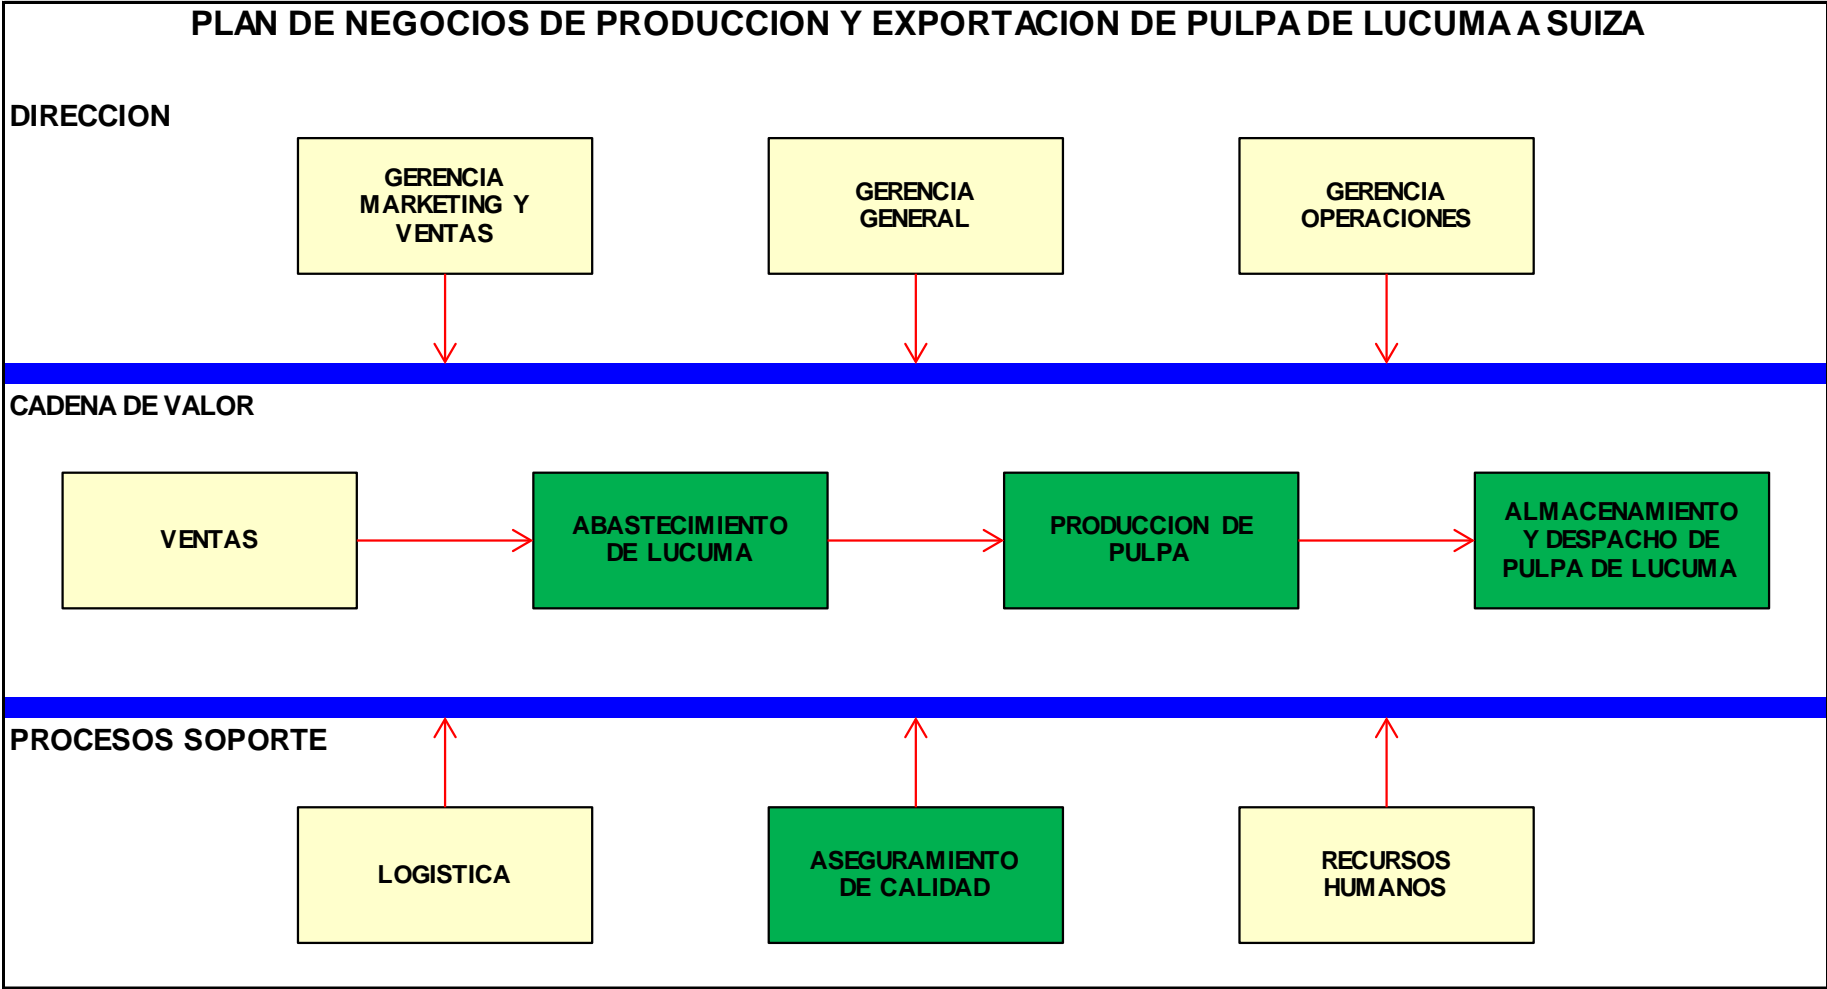 PLAN DE NEGOCIOS DE PRODUCCION Y EXPORTACION DE PULPA DE LUCUMA A SUIZA
DIRECCION
GERENCIA
MARKETING Y
VENTAS
GERENCIA
GENERAL
GERENCIA
OPERACIONES
CADENA DE VALOR
VENTAS
ABASTECIMIENTO
DE LUCUMA
PRODUCCION DE
PULPA
ALMACENAMIENTO
Y DESPACHO DE
PULPA DE LUCUMA
PROCESOS SOPORTE
LOGISTICA
ASEGURAMIENTO
DE CALIDAD
RECURSOS
HUMANOS